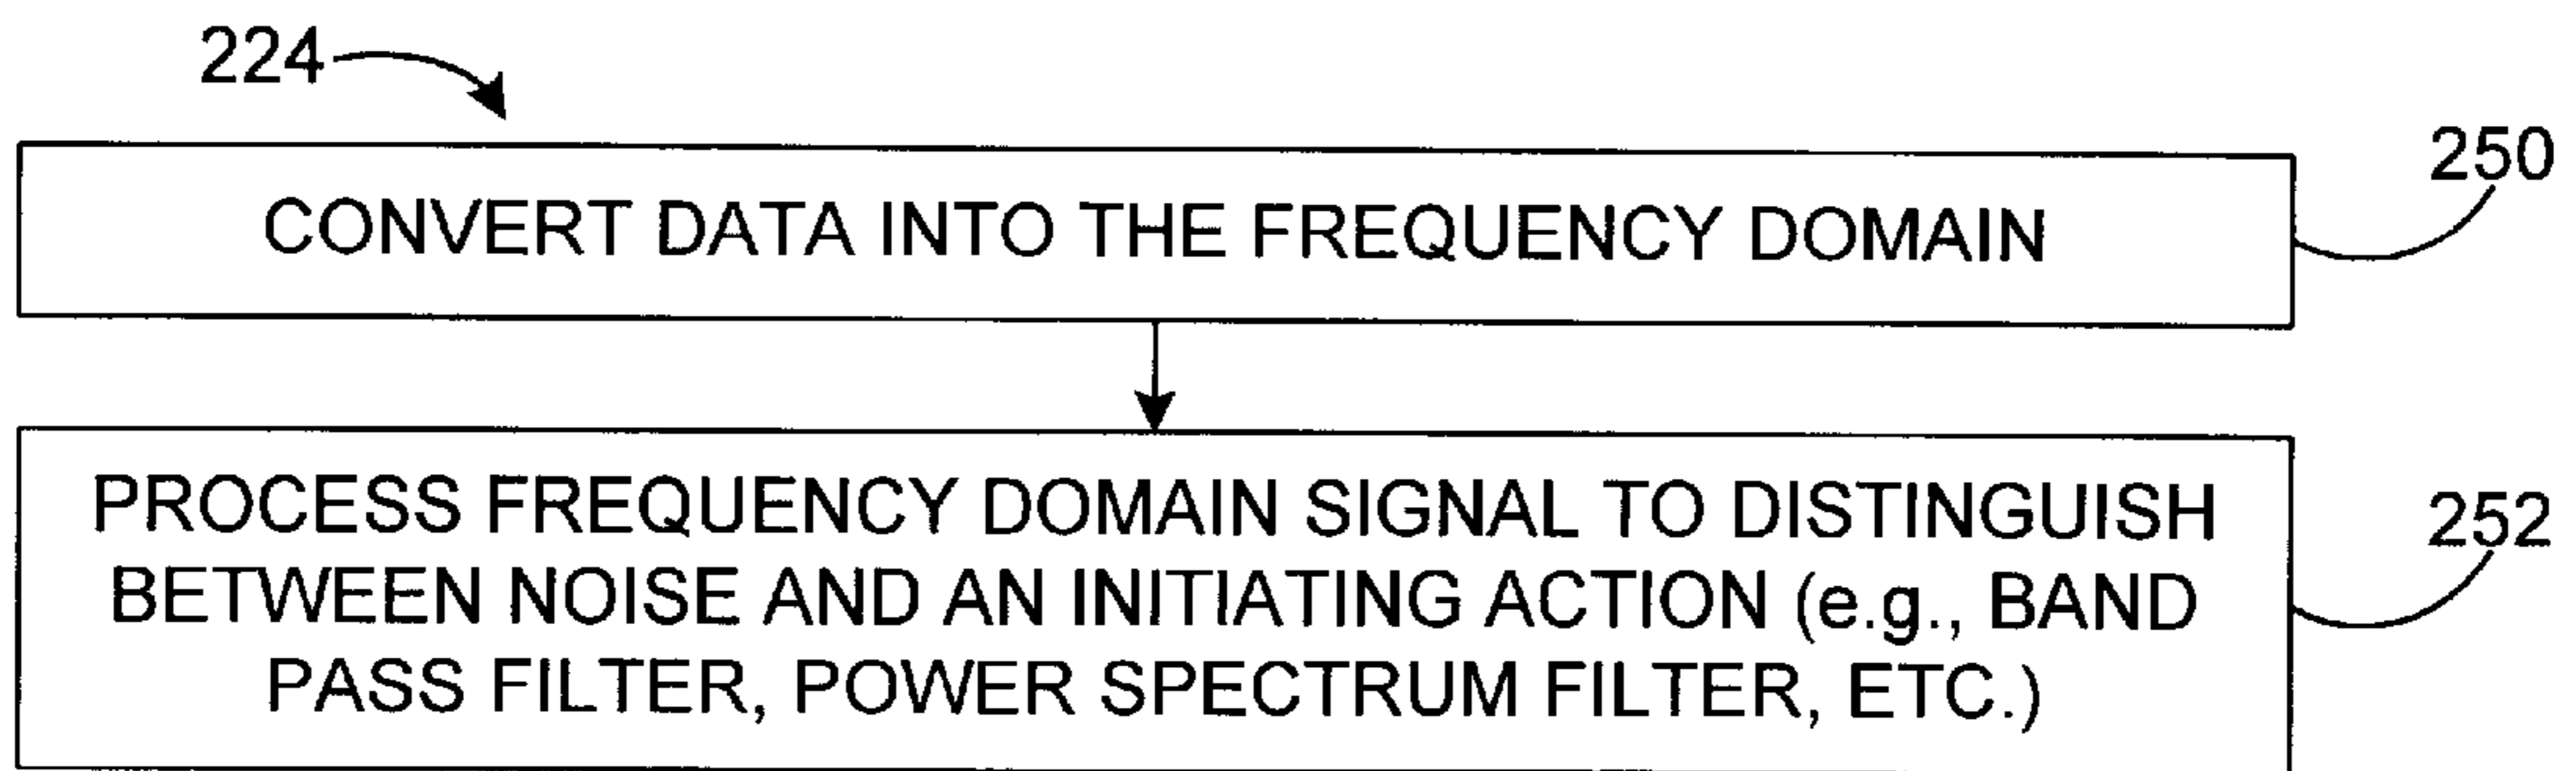 224
250
CONVERT DATA INTO THE FREQUENCY DOMAIN
PROCESS FREQUENCY DOMAIN SIGNAL TO DISTINGUISH
252
BETWEEN NOISE AND AN INITIATING ACTION (e.g., BAND
PASS FILTER, POWER SPECTRUM FILTER, ETC.)